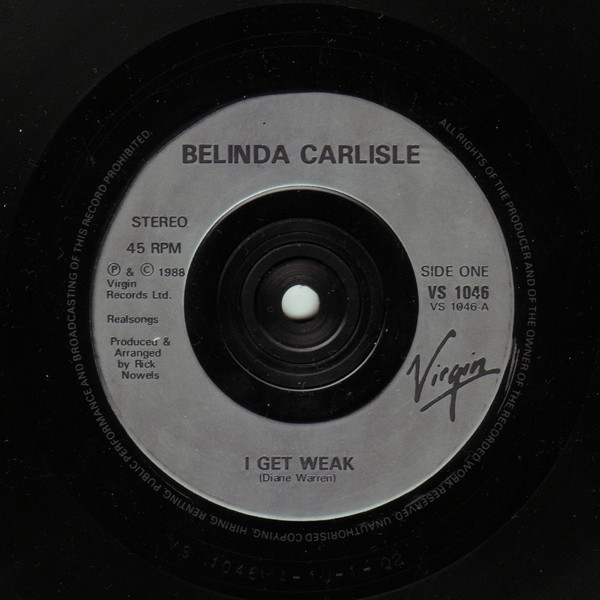 BELINDA CARLISLE
STEREO
45 RPM
Ⓟ & © 1988
Virgin
Records Ltd.
Realsongs
Produced &
Arranged
by Rick
Nowels
SIDE ONE
VS 1046
VS 1046-A
Virgin
I GET WEAK
(Diane Warren)
ALL RIGHTS OF THE PRODUCER AND OF THE OWNER OF THE RECORDED WORK RESERVED. UNAUTHORISED COPYING, HIRING, RENTING, PUBLIC PERFORMANCE AND BROADCASTING OF THIS RECORD PROHIBITED.